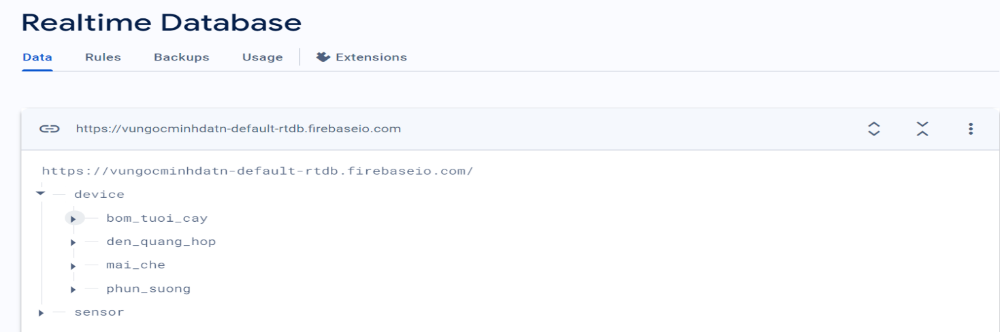 Realtime Database
Data Rules Backups Usage Extensions
https://vungocminhdatn-default-rtdb.firebaseio.com
https://vungocminhdatn-default-rtdb.firebaseio.com/
device
bom_tuoi_cay
den_quang_hop
mai_che
phun_suong
sensor